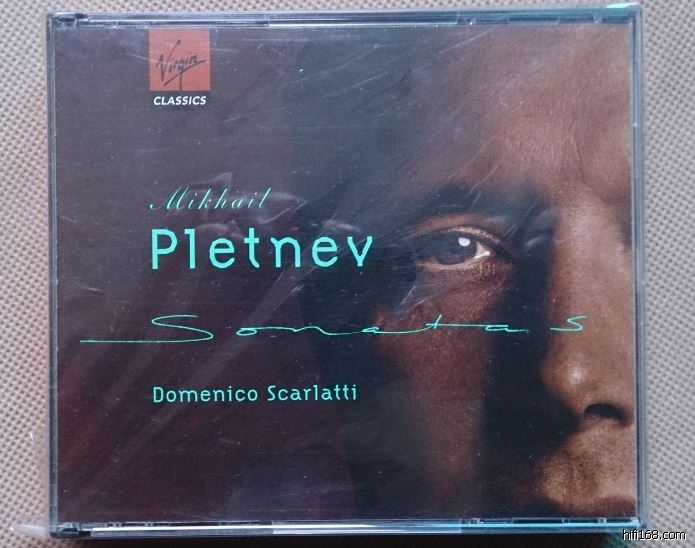 Virgin
CLASSICS
Mikhail
Pletnev
Sonatas
Domenico Scarlatti
hifi168.com